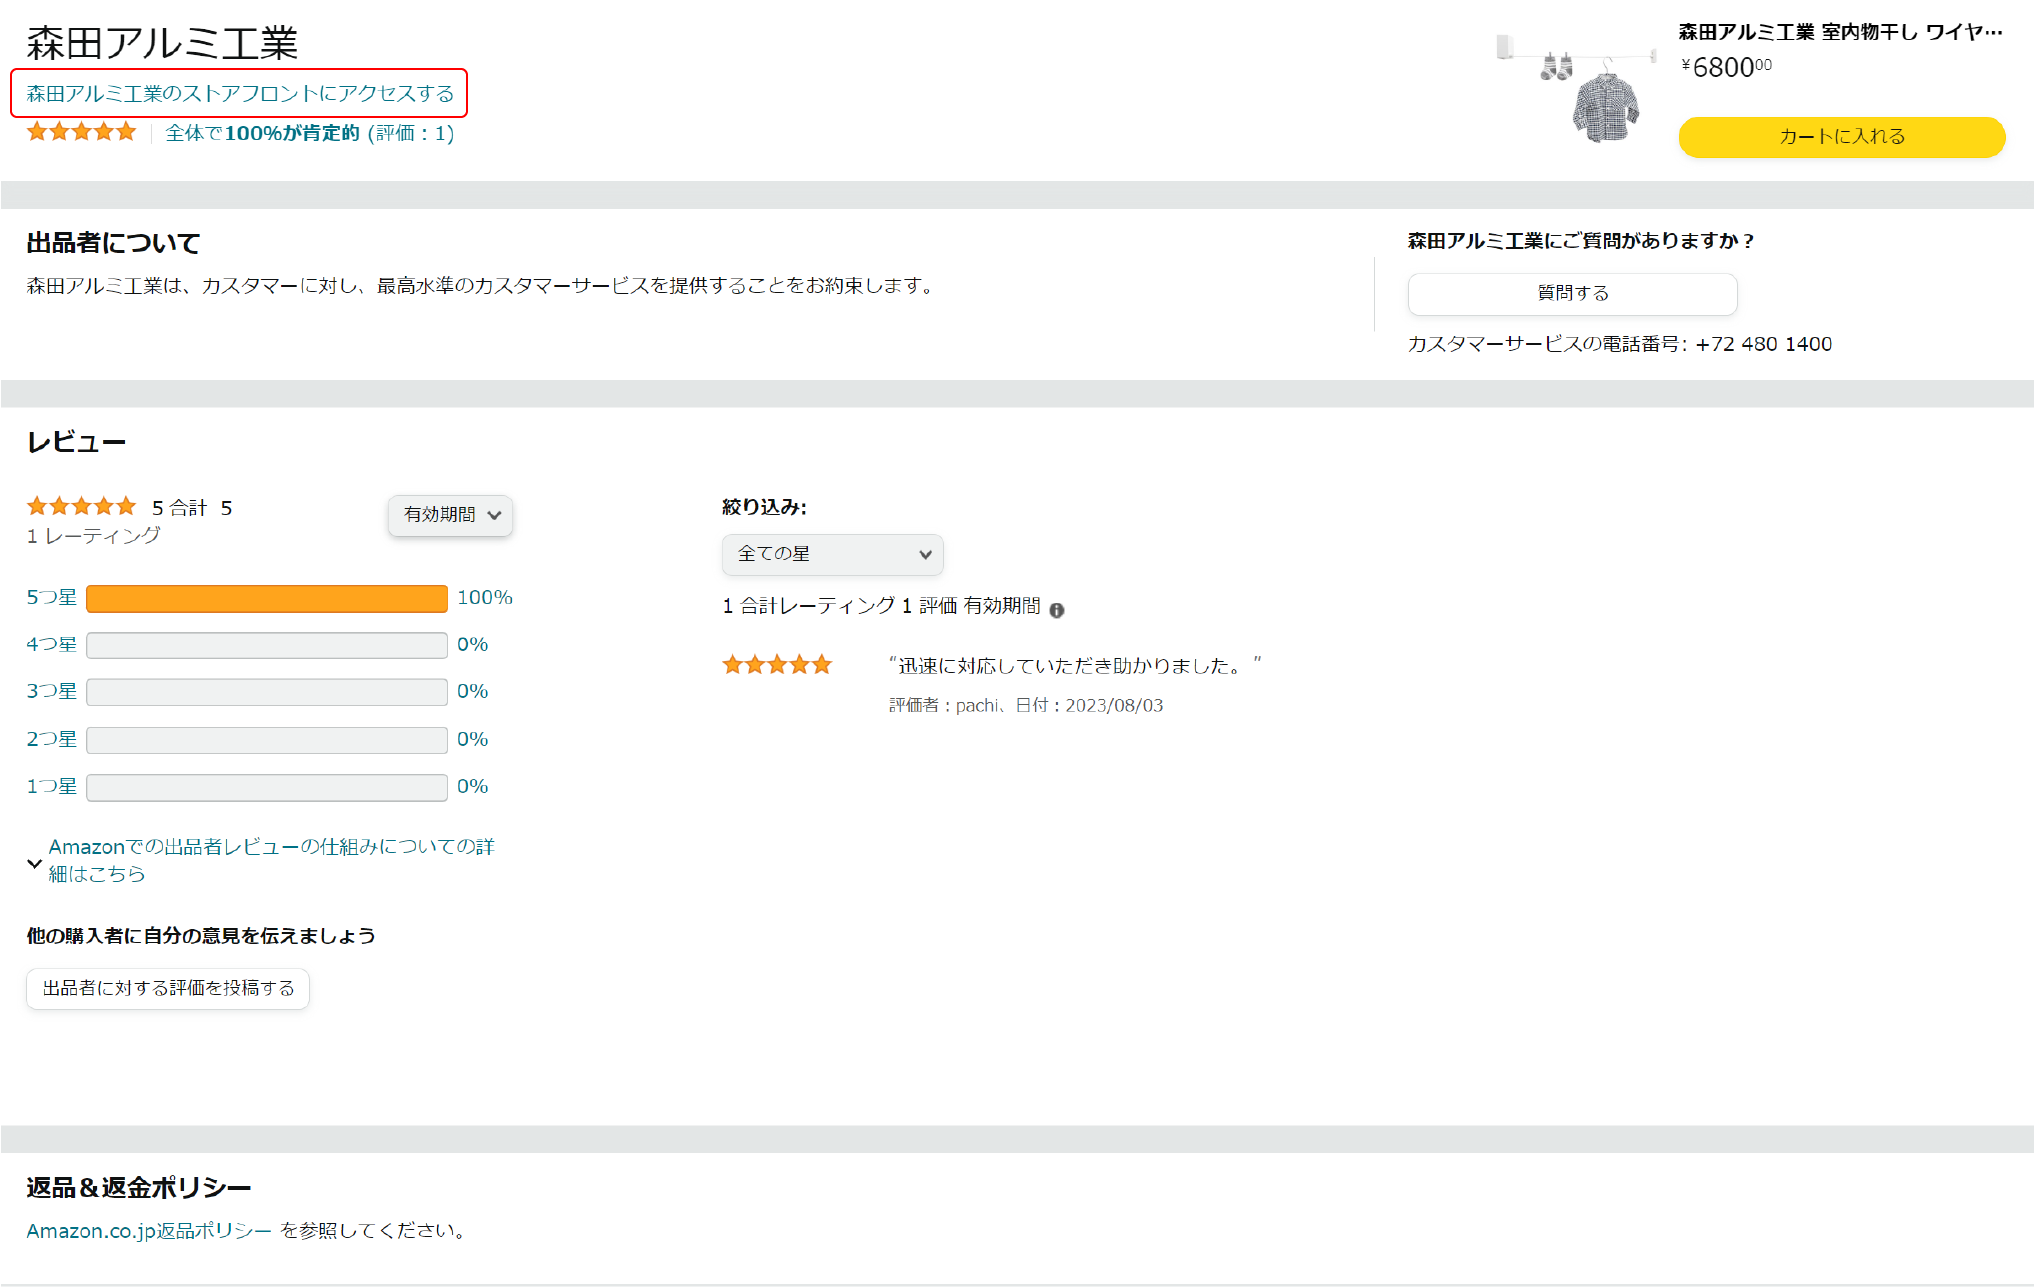 森田アルミ工業
森田アルミ工業のストアフロントにアクセスする
全体で100%が肯定的 (評価：1)
森田アルミ工業 室内物干し ワイヤ…
¥680000
カートに入れる
出品者について
森田アルミ工業は、カスタマーに対し、最高水準のカスタマーサービスを提供することをお約束します。
森田アルミ工業にご質問がありますか？
質問する
カスタマーサービスの電話番号: +72 480 1400
レビュー
5 合計 5
1 レーティング
有効期間
5つ星 100%
4つ星 0%
3つ星 0%
2つ星 0%
1つ星 0%
Amazonでの出品者レビューの仕組みについての詳
細はこちら
他の購入者に自分の意見を伝えましょう
出品者に対する評価を投稿する
絞り込み:
全ての星
1 合計レーティング 1 評価 有効期間
“迅速に対応していただき助かりました。”
評価者：pachi、日付：2023/08/03
返品＆返金ポリシー
Amazon.co.jp返品ポリシー を参照してください。